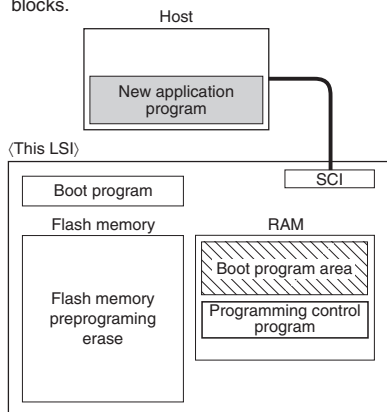 blocks.
Host
New application
program
〈This LSI〉
SCI
Boot program
Flash memory
RAM
Boot program area
Flash memory
preprograming
erase
Programming control
program